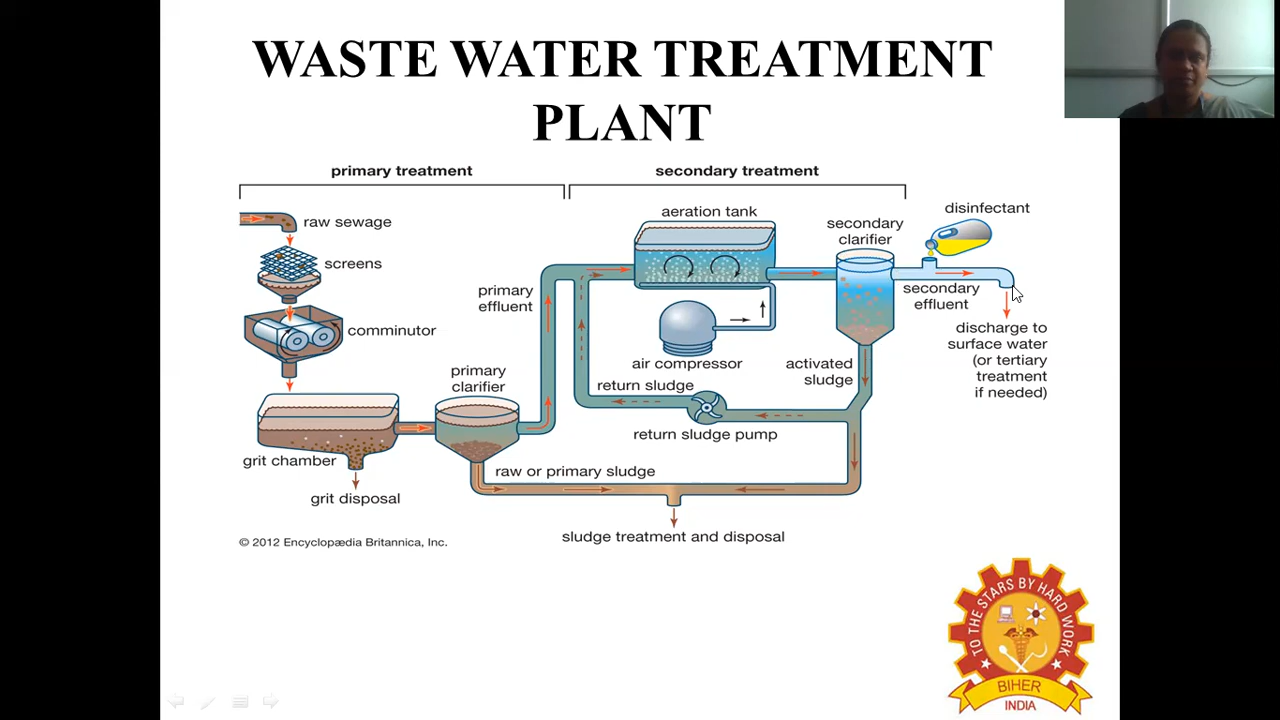 WASTE WATER TREATMENT
PLANT
primary treatment
secondary treatment
raw sewage
screens
comminutor
grit chamber
grit disposal
primary
clarifier
primary
effluent
raw or primary sludge
aeration tank
air compressor
return sludge
return sludge pump
secondary
clarifier
activated
sludge
disinfectant
secondary
effluent
discharge to
surface water
(or tertiary
treatment
if needed)
sludge treatment and disposal
© 2012 Encyclopædia Britannica, Inc.
TO THE STARS BY HARD WORK
BIHER
INDIA